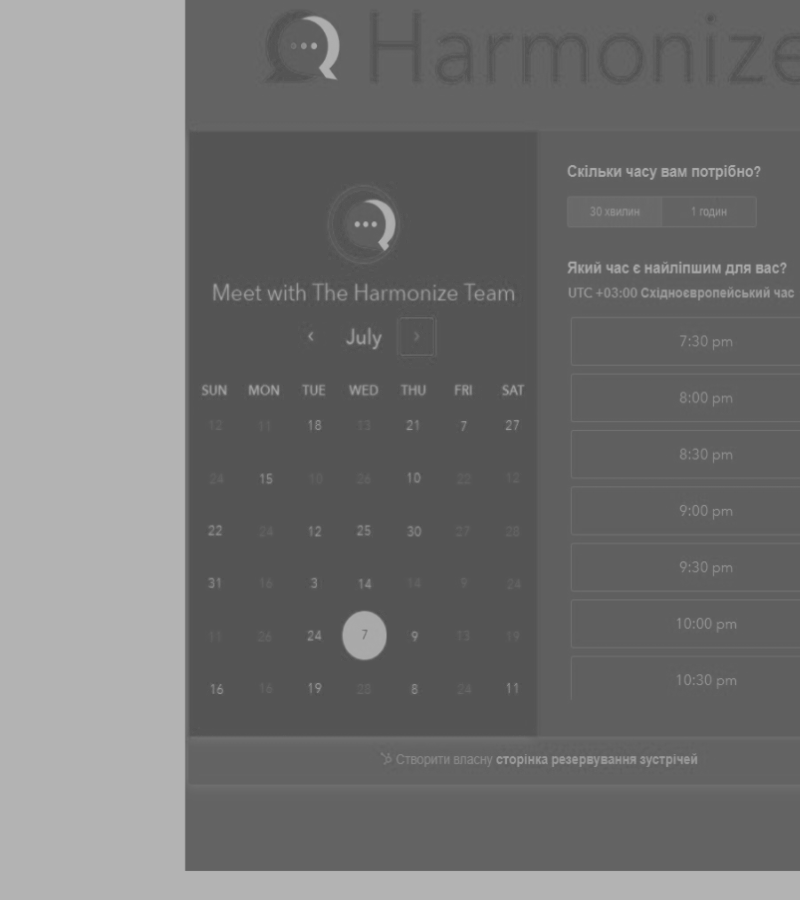 Harmonize
Meet with The Harmonize Team
July
SUN MON TUE WED THU FRI SAT
12 11 18 13 21 7 27
24 15 10 26 10 22 12
22 24 12 25 30 27 28
31 16 3 14 14 9 24
11 26 24 7 9 13 19
16 16 19 28 8 24 11
Скільки часу вам потрібно?
30 хвилин 1 годин
Який час є найліпшим для вас?
UTC +03:00 Східноєвропейський час
7:30 pm
8:00 pm
8:30 pm
9:00 pm
9:30 pm
10:00 pm
10:30 pm
Створити власну сторінка резервування зустрічей